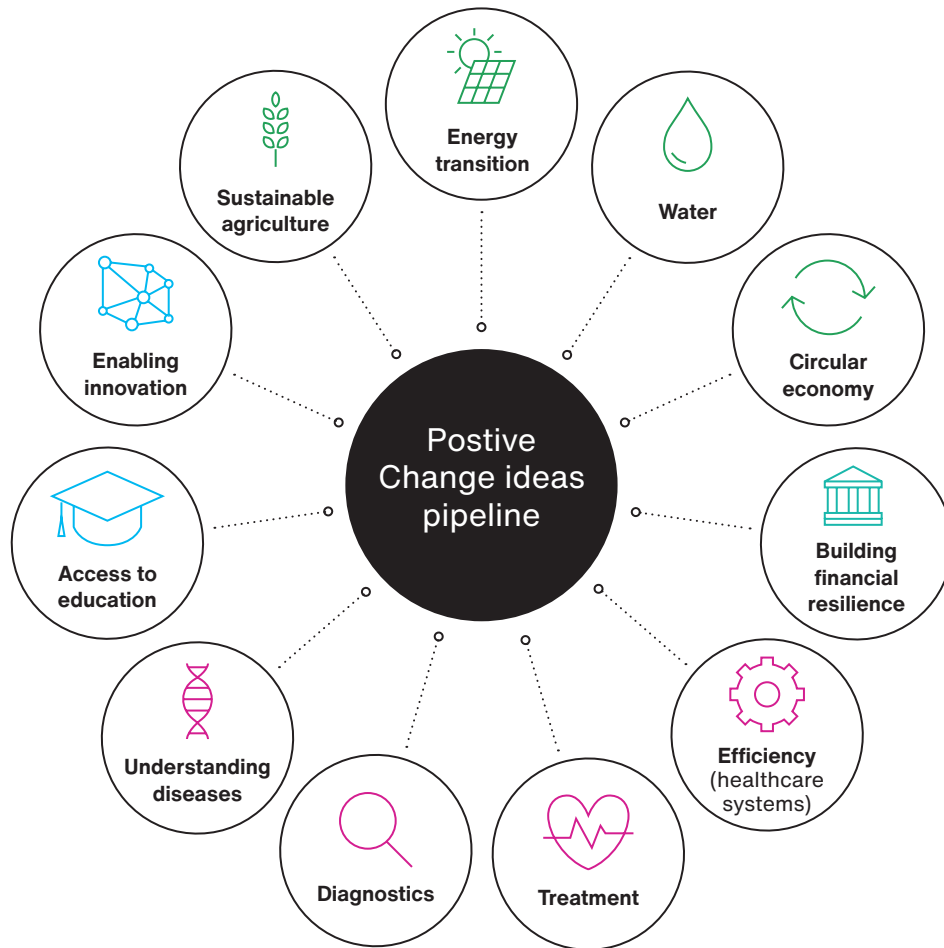 Energy
transition
Water
Circular
economy
Building
financial
resilience
Efficiency
(healthcare
systems)
Treatment
Diagnostics
Understanding
diseases
Access to
education
Enabling
innovation
Sustainable
agriculture
Postive
Change ideas
pipeline